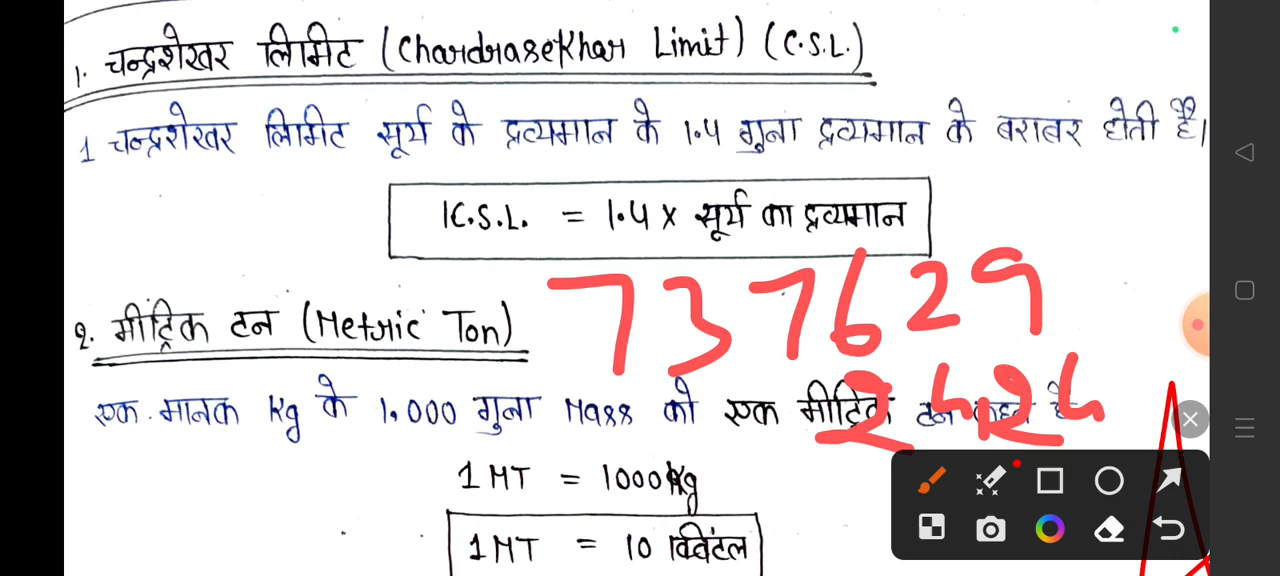 1. चन्द्रशेखर लिमिट (Chandrasekhar Limit) (C.S.L.)
1 चन्द्रशेखर लिमिट सूर्य के द्रव्यमान के 1.4 गुना द्रव्यमान के बराबर होती है।
1C.S.L. = 1.4 x सूर्य का द्रव्यमान
737629
2. मीट्रिक टन (Metric Ton)
एक मानक Kg के 1,000 गुना Mass को एक मीट्रिक टन कहते है
1 MT = 1000 Kg
1 MT = 10 क्विंटल